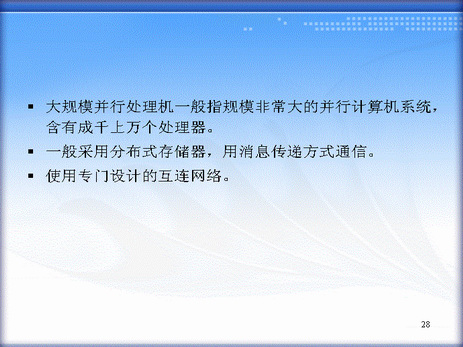 ▪ 大规模并行处理机一般指规模非常大的并行计算机系统，
含有成千上万个处理器。
▪ 一般采用分布式存储器，用消息传递方式通信。
▪ 使用专门设计的互连网络。
28